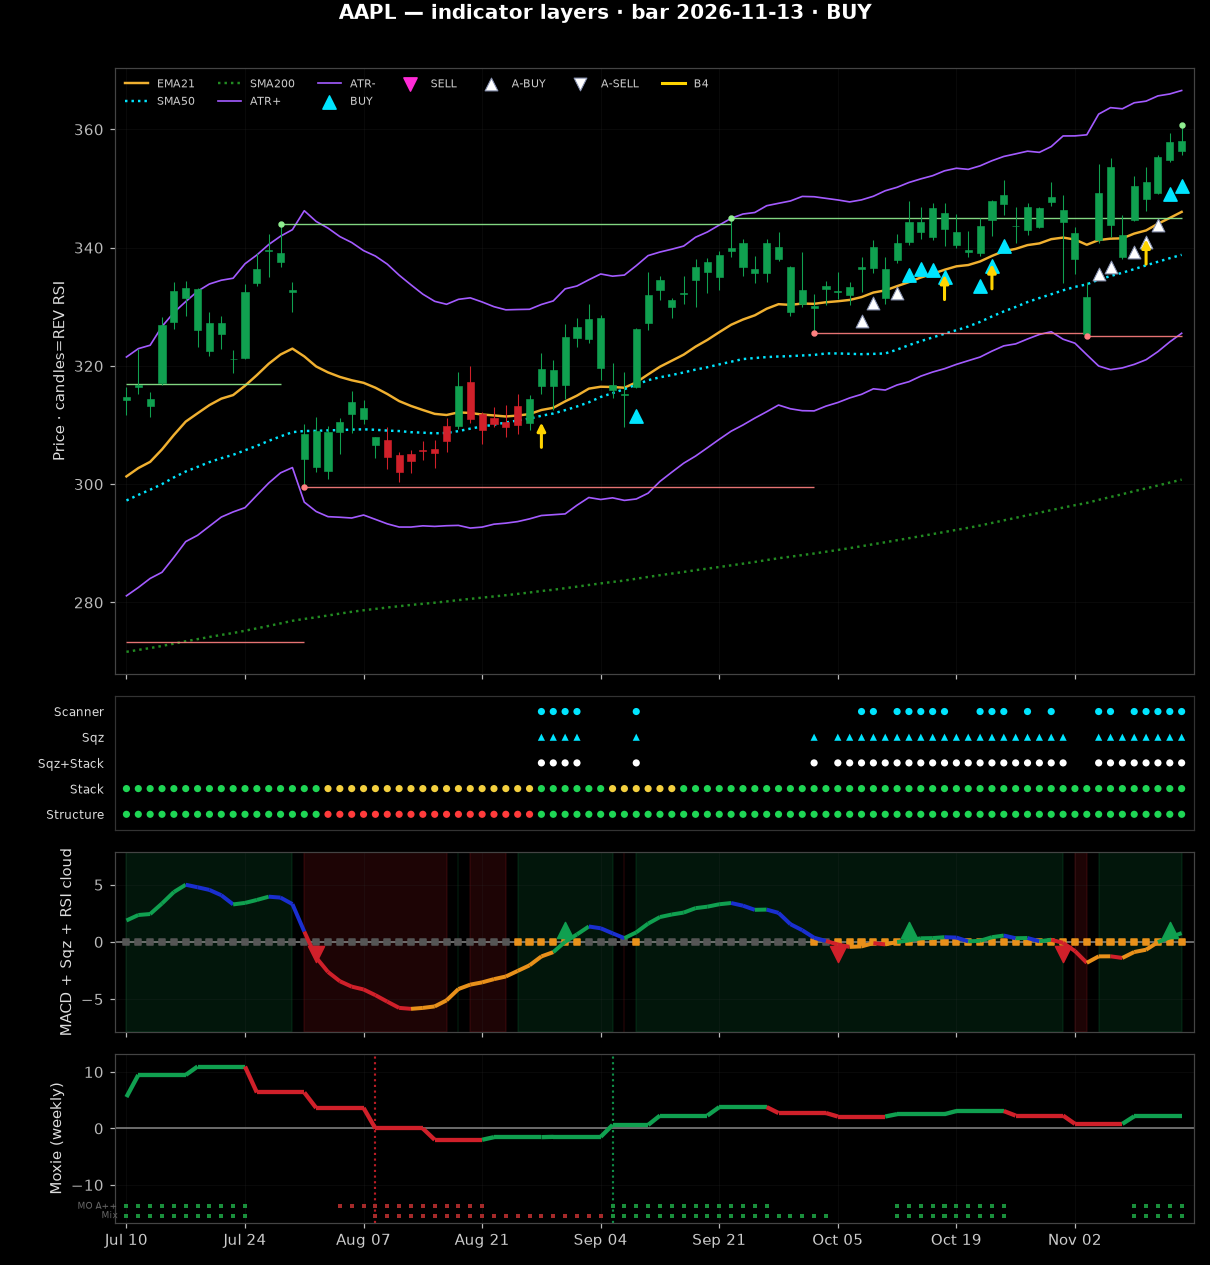 AAPL — indicator layers · bar 2026-11-13 · BUY
EMA21 SMA200 ATR- SELL A-BUY A-SELL B4
SMA50 ATR+ BUY
Price · candles=REV RSI
360
340
320
300
280
Scanner
Sqz
Sqz+Stack
Stack
Structure
MACD + Sqz + RSI cloud
5
0
−5
Moxie (weekly)
10
0
−10
MO A++
Mix
Jul 10 Jul 24 Aug 07 Aug 21 Sep 04 Sep 21 Oct 05 Oct 19 Nov 02